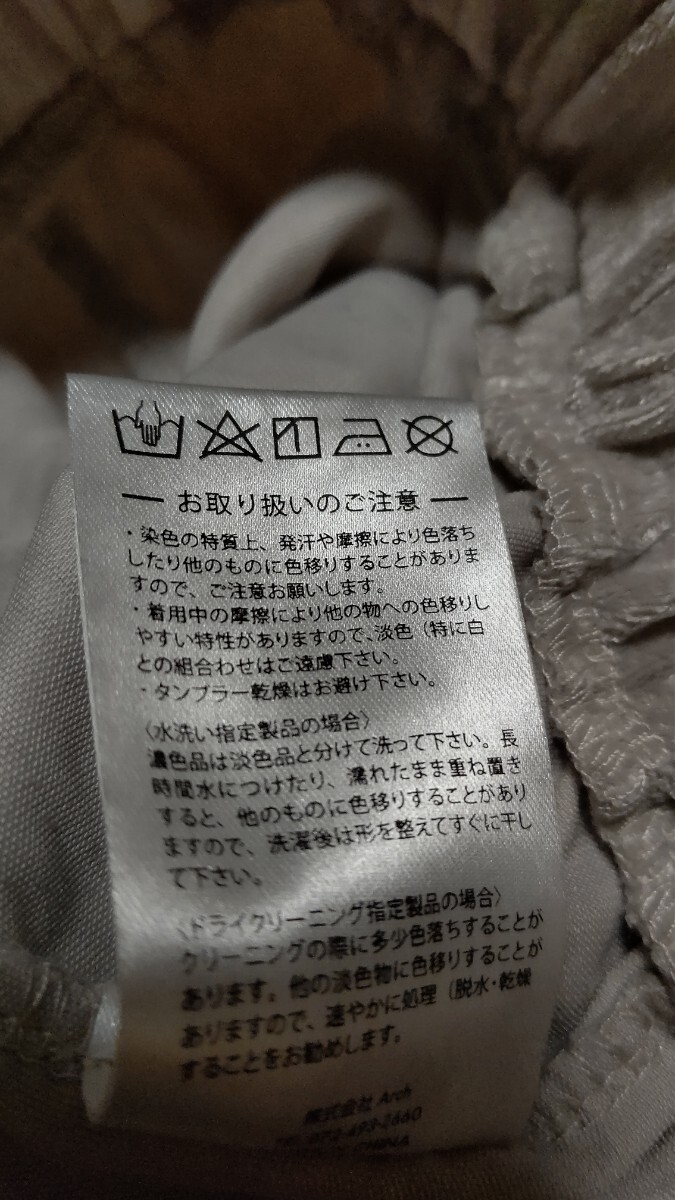 お取り扱いのご注意
・染色の特質上、発汗や摩擦により色落ち
したり他のものに色移りすることがありま
すので、ご注意お願いします。
・着用中の摩擦により他の物への色移りし
やすい特性がありますので、淡色（特に白
との組合わせはご遠慮下さい。
・タンブラー乾燥はお避け下さい。
〈水洗い指定製品の場合〉
濃色品は淡色品と分けて洗って下さい。長
時間水につけたり、濡れたまま重ね置き
すると、他のものに色移りすることがあり
ますので、洗濯後は形を整えてすぐに干し
て下さい。
〈ドライクリーニング指定製品の場合〉
クリーニングの際に多少色落ちすることが
あります。他の淡色物に色移りすることが
ありますので、速やかに処理（脱水・乾燥
することをお勧めします。
株式会社 Arch
CHINA